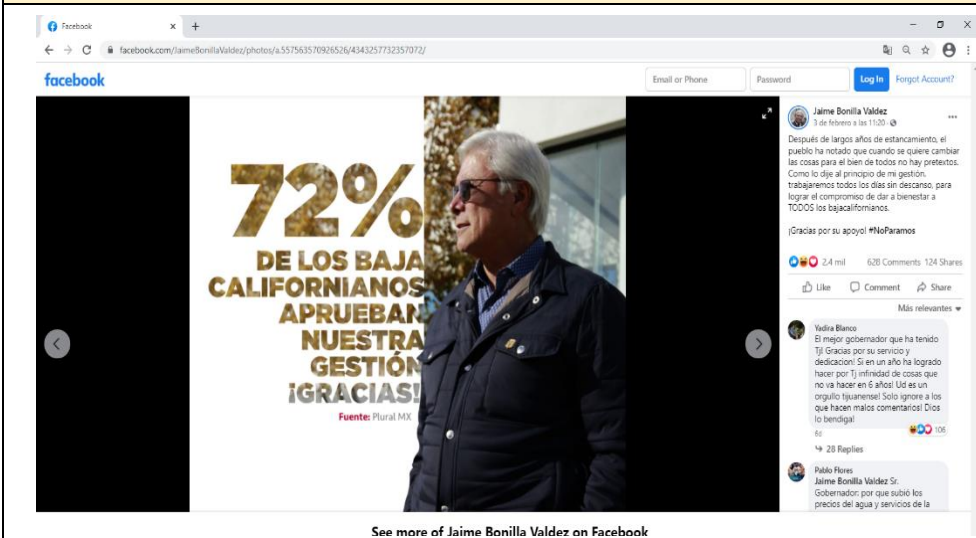 Facebook
facebook.com/JaimeBonillaValdez/photos/a.557563570926526/4343257732357072/
facebook
Email or Phone
Password
Log In
Forgot Account?
72%
DE LOS BAJA
CALIFORNIANOS
APRUEBAN
NUESTRA
GESTIÓN
¡GRACIAS!
Fuente: Plural MX
Jaime Bonilla Valdez
3 de febrero a las 11:20
Después de largos años de estancamiento, el
pueblo ha notado que cuando se quiere cambiar
las cosas para el bien de todos no hay pretextos.
Como lo dije al principio de mi gestión.
trabajaremos todos los días sin descanso, para
lograr el compromiso de dar a bienestar a
TODOS los bajacalifornianos.
¡Gracias por su apoyo! #NoParamos
2,4 mil
628 Comments 124 Shares
Like
Comment
Share
Más relevantes
Yadira Blanco
El mejor gobernador que ha tenido
Tj! Gracias por su servicio y
dedicacion! Si en un año ha logrado
hacer por Tj infinidad de cosas que
no va hacer en 6 años! Ud es un
orgullo tijuanense! Solo ignore a los
que hacen malos comentarios! Dios
lo bendiga!
6d
106
28 Replies
Pablo Flores
Jaime Bonilla Valdez Sr.
Gobernador: por que subió los
precios del agua y servicios de la
See more of Jaime Bonilla Valdez on Facebook